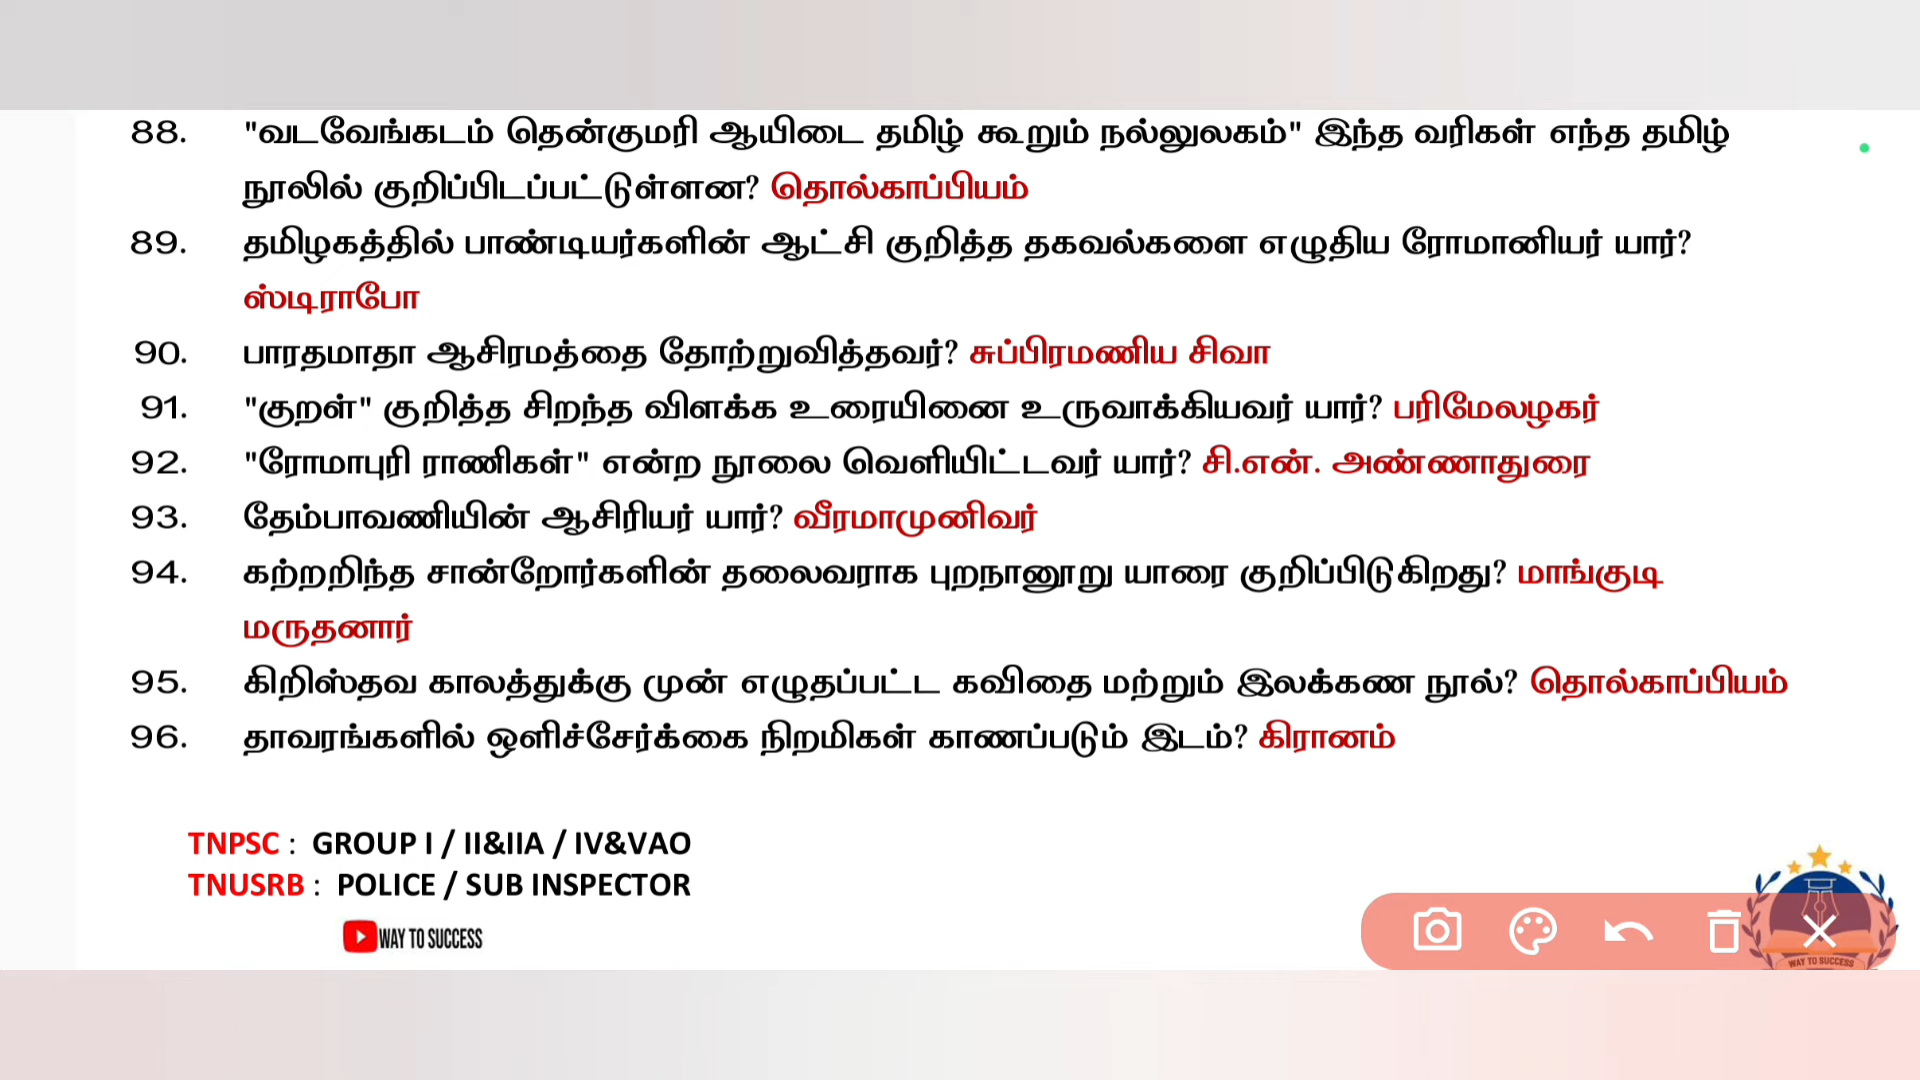 88. "வடவேங்கடம் தென்குமரி ஆயிடை தமிழ் கூறும் நல்லுலகம்" இந்த வரிகள் எந்த தமிழ்
நூலில் குறிப்பிடப்பட்டுள்ளன? தொல்காப்பியம்
89. தமிழகத்தில் பாண்டியர்களின் ஆட்சி குறித்த தகவல்களை எழுதிய ரோமானியர் யார்?
ஸ்டிராபோ
90. பாரதமாதா ஆசிரமத்தை தோற்றுவித்தவர்? சுப்பிரமணிய சிவா
91. "குறள்" குறித்த சிறந்த விளக்க உரையினை உருவாக்கியவர் யார்? பரிமேலழகர்
92. "ரோமாபுரி ராணிகள்" என்ற நூலை வெளியிட்டவர் யார்? சி.என். அண்ணாதுரை
93. தேம்பாவணியின் ஆசிரியர் யார்? வீரமாமுனிவர்
94. கற்றறிந்த சான்றோர்களின் தலைவராக புறநானூறு யாரை குறிப்பிடுகிறது? மாங்குடி
மருதனார்
95. கிறிஸ்தவ காலத்துக்கு முன் எழுதப்பட்ட கவிதை மற்றும் இலக்கண நூல்? தொல்காப்பியம்
96. தாவரங்களில் ஒளிச்சேர்க்கை நிறமிகள் காணப்படும் இடம்? கிரானம்
TNPSC : GROUP I / II&IIA / IV&VAO
TNUSRB : POLICE / SUB INSPECTOR
WAY TO SUCCESS
WAY TO SUCCESS